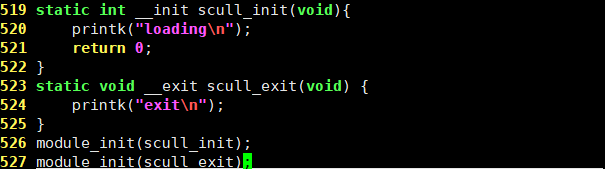 519 static int __init scull_init(void){
520     printk("loading\n");
521     return 0;
522 }
523 static void __exit scull_exit(void) {
524     printk("exit\n");
525 }
526 module_init(scull_init);
527 module_init(scull_exit);